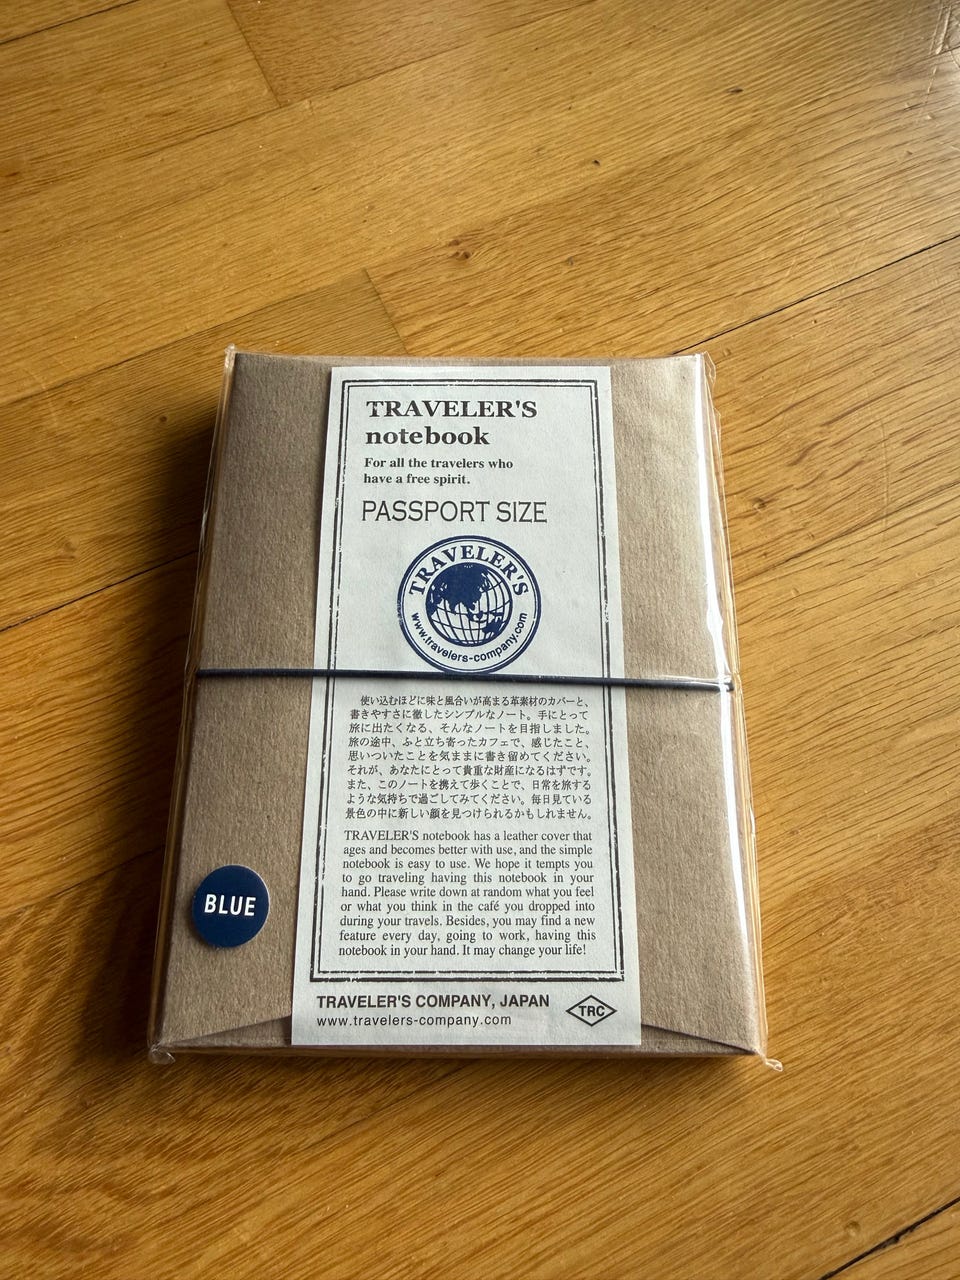 TRAVELER'S
notebook
For all the travelers who
have a free spirit.
PASSPORT SIZE
TRAVELER'S
www.travelers-company.com
使い込むほどに味と風合いが高まる革素材のカバーと、
書きやすさに徹したシンプルなノート。手にとって
旅に出たくなる、そんなノートを目指しました。
旅の途中、ふと立ち寄ったカフェで、感じたこと、
思いついたことを気ままに書き留めてください。
それが、あなたにとって貴重な財産になるはずです。
また、このノートを携えて歩くことで、日常を旅する
ような気持ちで過ごしてみてください。毎日見ている
景色の中に新しい顔を見つけられるかもしれません。
TRAVELER'S notebook has a leather cover that
ages and becomes better with use, and the simple
notebook is easy to use. We hope it tempts you
to go traveling having this notebook in your
hand. Please write down at random what you feel
or what you think in the café you dropped into
during your travels. Besides, you may find a new
feature every day, going to work, having this
notebook in your hand. It may change your life!
BLUE
TRAVELER'S COMPANY, JAPAN
www.travelers-company.com
TRC